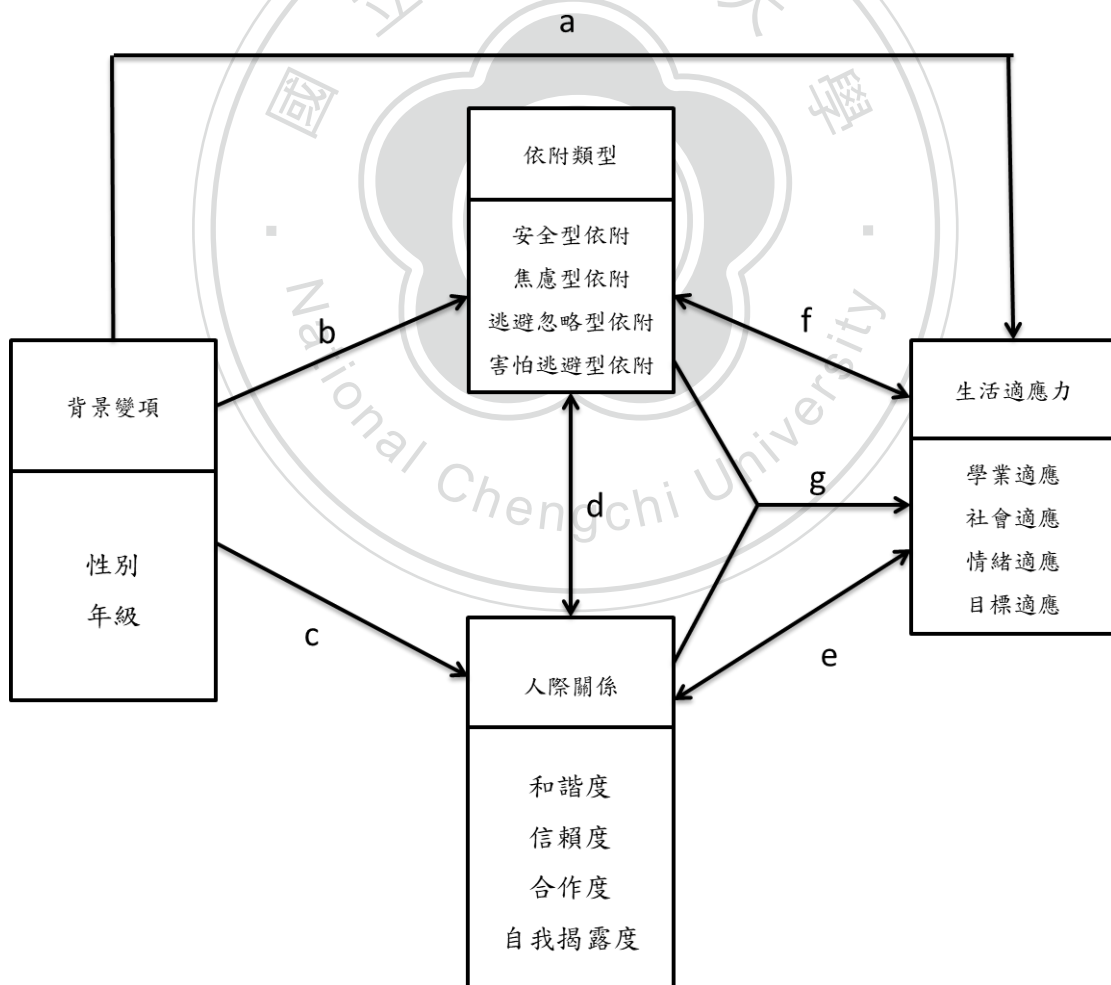 a
國 立 大 學
依附類型
安全型依附
焦慮型依附
逃避忽略型依附
害怕逃避型依附
b
f
背景變項
性別
年級
生活適應力
學業適應
社會適應
情緒適應
目標適應
National Chengchi University
d
g
c
e
人際關係
和諧度
信賴度
合作度
自我揭露度